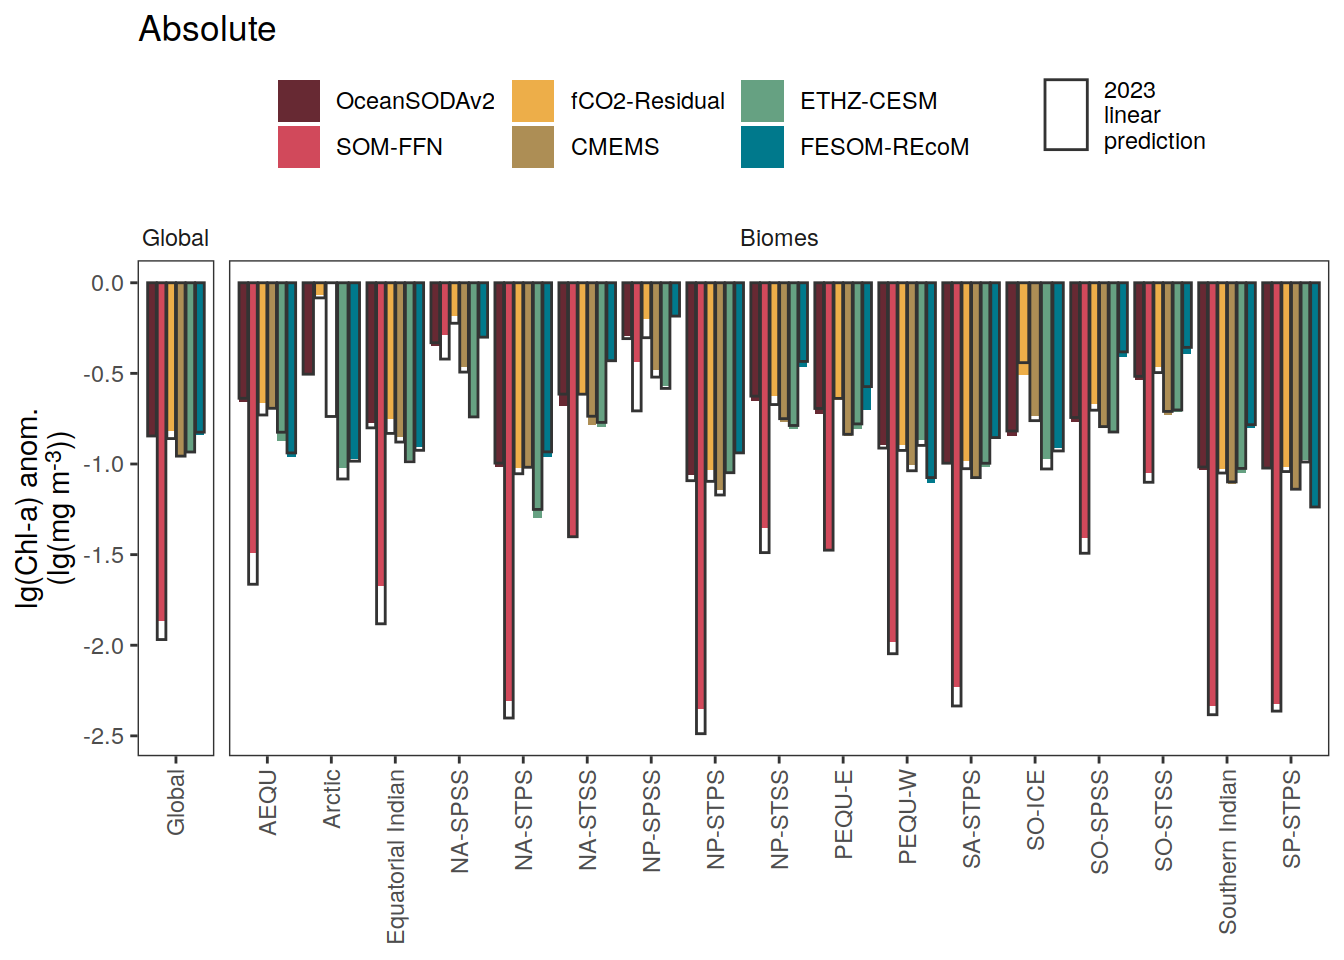 Absolute
OceanSODAv2
fCO2-Residual
ETHZ-CESM
SOM-FFN
CMEMS
FESOM-REcoM
2023
linear
prediction
Global
Biomes
lg(Chl-a) anom.
(lg(mg m⁻³))
0.0
-0.5
-1.0
-1.5
-2.0
-2.5
Global
AEQU
Arctic
Equatorial Indian
NA-SPSS
NA-STPS
NA-STSS
NP-SPSS
NP-STPS
NP-STSS
PEQU-E
PEQU-W
SA-STPS
SO-ICE
SO-SPSS
SO-STSS
Southern Indian
SP-STPS